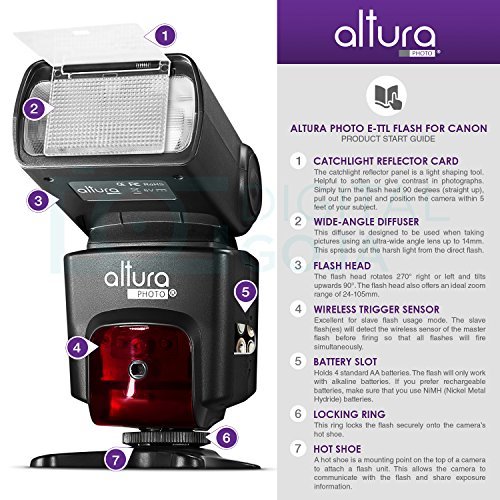 altura
PHOTO ®
ALTURA PHOTO E-TTL FLASH FOR CANON
PRODUCT START GUIDE
1 CATCHLIGHT REFLECTOR CARD
The catchlight reflector panel is a light shaping tool.
Helpful to soften or give contrast in photographs.
Simply turn the flash head 90 degrees (straight up),
pull out the panel and position the camera within 5
feet of your subject.
2 WIDE-ANGLE DIFFUSER
This diffuser is designed to be used when taking
pictures using an ultra-wide angle lens up to 14mm.
This spreads out the harsh light from the direct flash.
3 FLASH HEAD
The flash head rotates 270° right or left and tilts
upwards 90°. The flash head also offers an ideal zoom
range of 24-105mm.
4 WIRELESS TRIGGER SENSOR
Excellent for slave flash usage mode. The slave
flash(es) will detect the wireless sensor of the master
flash before firing so that all flashes will fire
simultaneously.
5 BATTERY SLOT
Holds 4 standard AA batteries. The flash will only work
with alkaline batteries. If you prefer rechargeable
batteries, make sure that you use NiMH (Nickel Metal
Hydride) batteries.
6 LOCKING RING
This ring locks the flash securely onto the camera's
hot shoe.
7 HOT SHOE
A hot shoe is a mounting point on the top of a camera
to attach a flash unit. This allows the camera to
communicate with the flash and share exposure
information.
1
2
3
altura
RoHS
6V
altura
PHOTO ®
5
4
6
7
DIGITAL